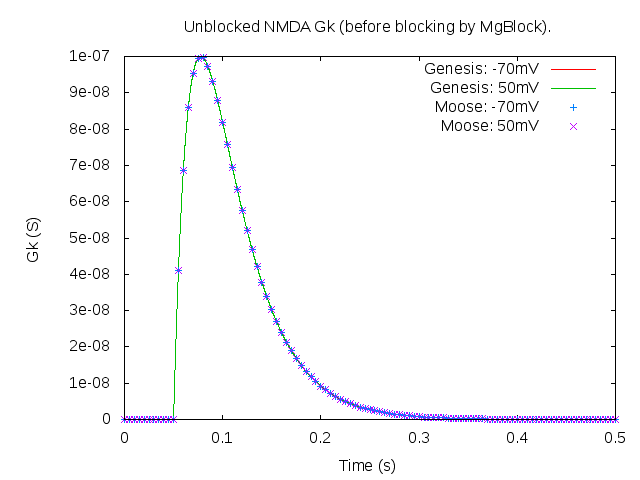 Unblocked NMDA Gk (before blocking by MgBlock).
1e-07
9e-08
8e-08
7e-08
6e-08
5e-08
4e-08
3e-08
2e-08
1e-08
0
Gk (S)
Genesis: -70mV
Genesis: 50mV
Moose: -70mV
Moose: 50mV
0 0.1 0.2 0.3 0.4 0.5
Time (s)